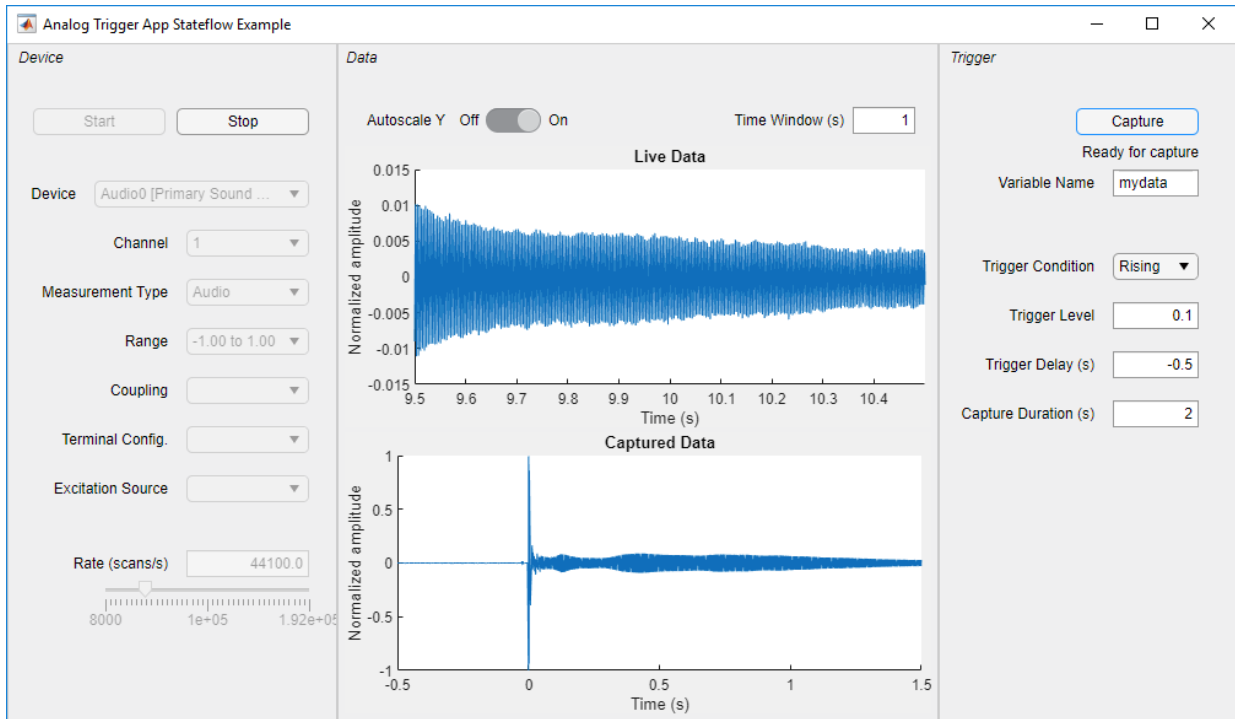 Analog Trigger App Stateflow Example
Device
Start
Stop
Device
Audio0 [Primary Sound ...
Channel
1
Measurement Type
Audio
Range
-1.00 to 1.00
Coupling
Terminal Config.
Excitation Source
Rate (scans/s)
44100.0
8000 1e+05 1.92e+05
Data
Autoscale Y Off On
Time Window (s)
1
Live Data
Normalized amplitude
0.015
0.01
0.005
0
-0.005
-0.01
-0.015
9.5 9.6 9.7 9.8 9.9 10 10.1 10.2 10.3 10.4
Time (s)
Captured Data
Normalized amplitude
1
0.5
0
-0.5
-1
-0.5 0 0.5 1 1.5
Time (s)
Trigger
Capture
Ready for capture
Variable Name
mydata
Trigger Condition
Rising
Trigger Level
0.1
Trigger Delay (s)
-0.5
Capture Duration (s)
2